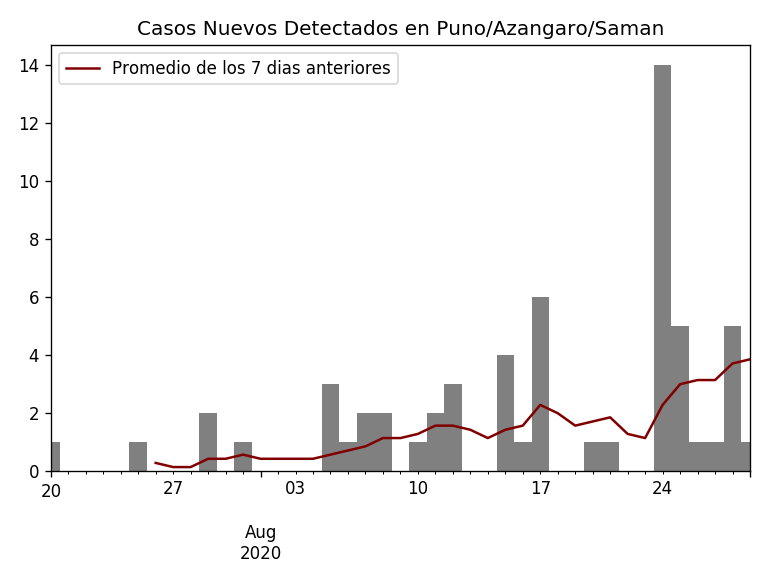 Casos Nuevos Detectados en Puno/Azangaro/Saman
Promedio de los 7 dias anteriores
14
12
10
8
6
4
2
0
20 27 03 10 17 24
Aug
2020